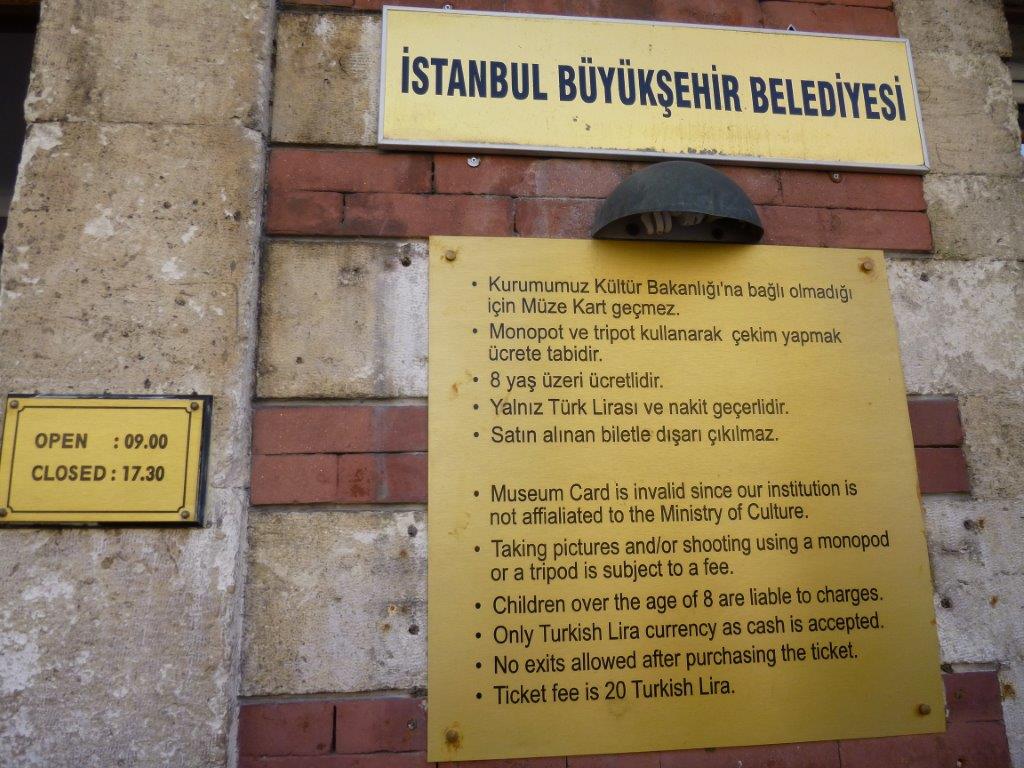 İSTANBUL BÜYÜKŞEHİR BELEDİYESİ
OPEN : 09.00
CLOSED : 17.30
• Kurumumuz Kültür Bakanlığı'na bağlı olmadığı
için Müze Kart geçmez.
• Monopot ve tripot kullanarak çekim yapmak
ücrete tabidir.
• 8 yaş üzeri ücretlidir.
• Yalnız Türk Lirası ve nakit geçerlidir.
• Satın alınan biletle dışarı çıkılmaz.
• Museum Card is invalid since our institution is
not affialiated to the Ministry of Culture.
• Taking pictures and/or shooting using a monopod
or a tripod is subject to a fee.
• Children over the age of 8 are liable to charges.
• Only Turkish Lira currency as cash is accepted.
• No exits allowed after purchasing the ticket.
• Ticket fee is 20 Turkish Lira.